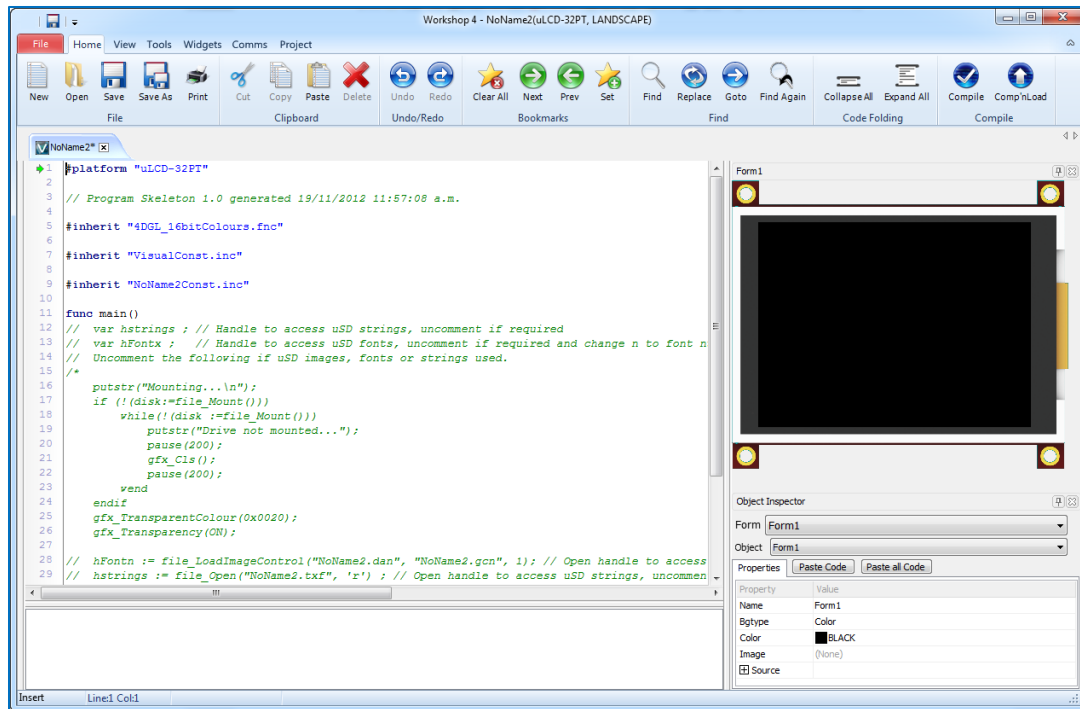 Workshop 4 - NoName2(uLCD-32PT, LANDSCAPE)
File Home View Tools Widgets Comms Project
New Open Save Save As Print Cut Copy Paste Delete Undo Redo Clear All Next Prev Set Find Replace Goto Find Again Collapse All Expand All Compile Comp'nLoad
File Clipboard Undo/Redo Bookmarks Find Code Folding Compile
NoName2*
1 #platform "uLCD-32PT"
2
3 // Program Skeleton 1.0 generated 19/11/2012 11:57:08 a.m.
4
5 #inherit "4DGL_16bitColours.fnc"
6
7 #inherit "VisualConst.inc"
8
9 #inherit "NoName2Const.inc"
10
11 func main()
12 // var hstrings ; // Handle to access uSD strings, uncomment if required
13 // var hFontx ; // Handle to access uSD fonts, uncomment if required and change n to font n
14 // Uncomment the following if uSD images, fonts or strings used.
15 /*
16 putstr("Mounting...\n");
17 if (!(disk:=file_Mount()))
18 while(!(disk :=file_Mount()))
19 putstr("Drive not mounted...");
20 pause(200);
21 gfx_Cls();
22 pause(200);
23 wend
24 endif
25 gfx_TransparentColour(0x0020);
26 gfx_Transparency(ON);
27
28 // hFontn := file_LoadImageControl("NoName2.dan", "NoName2.gcn", 1); // Open handle to access
29 // hstrings := file_Open("NoName2.txf", 'r') ; // Open handle to access uSD strings, uncommen
Form1
Object Inspector
Form Form1
Object Form1
Properties Paste Code Paste all Code
Property Value
Name Form1
Bgtype Color
Color BLACK
Image (None)
Source
Insert Line:1 Col:1